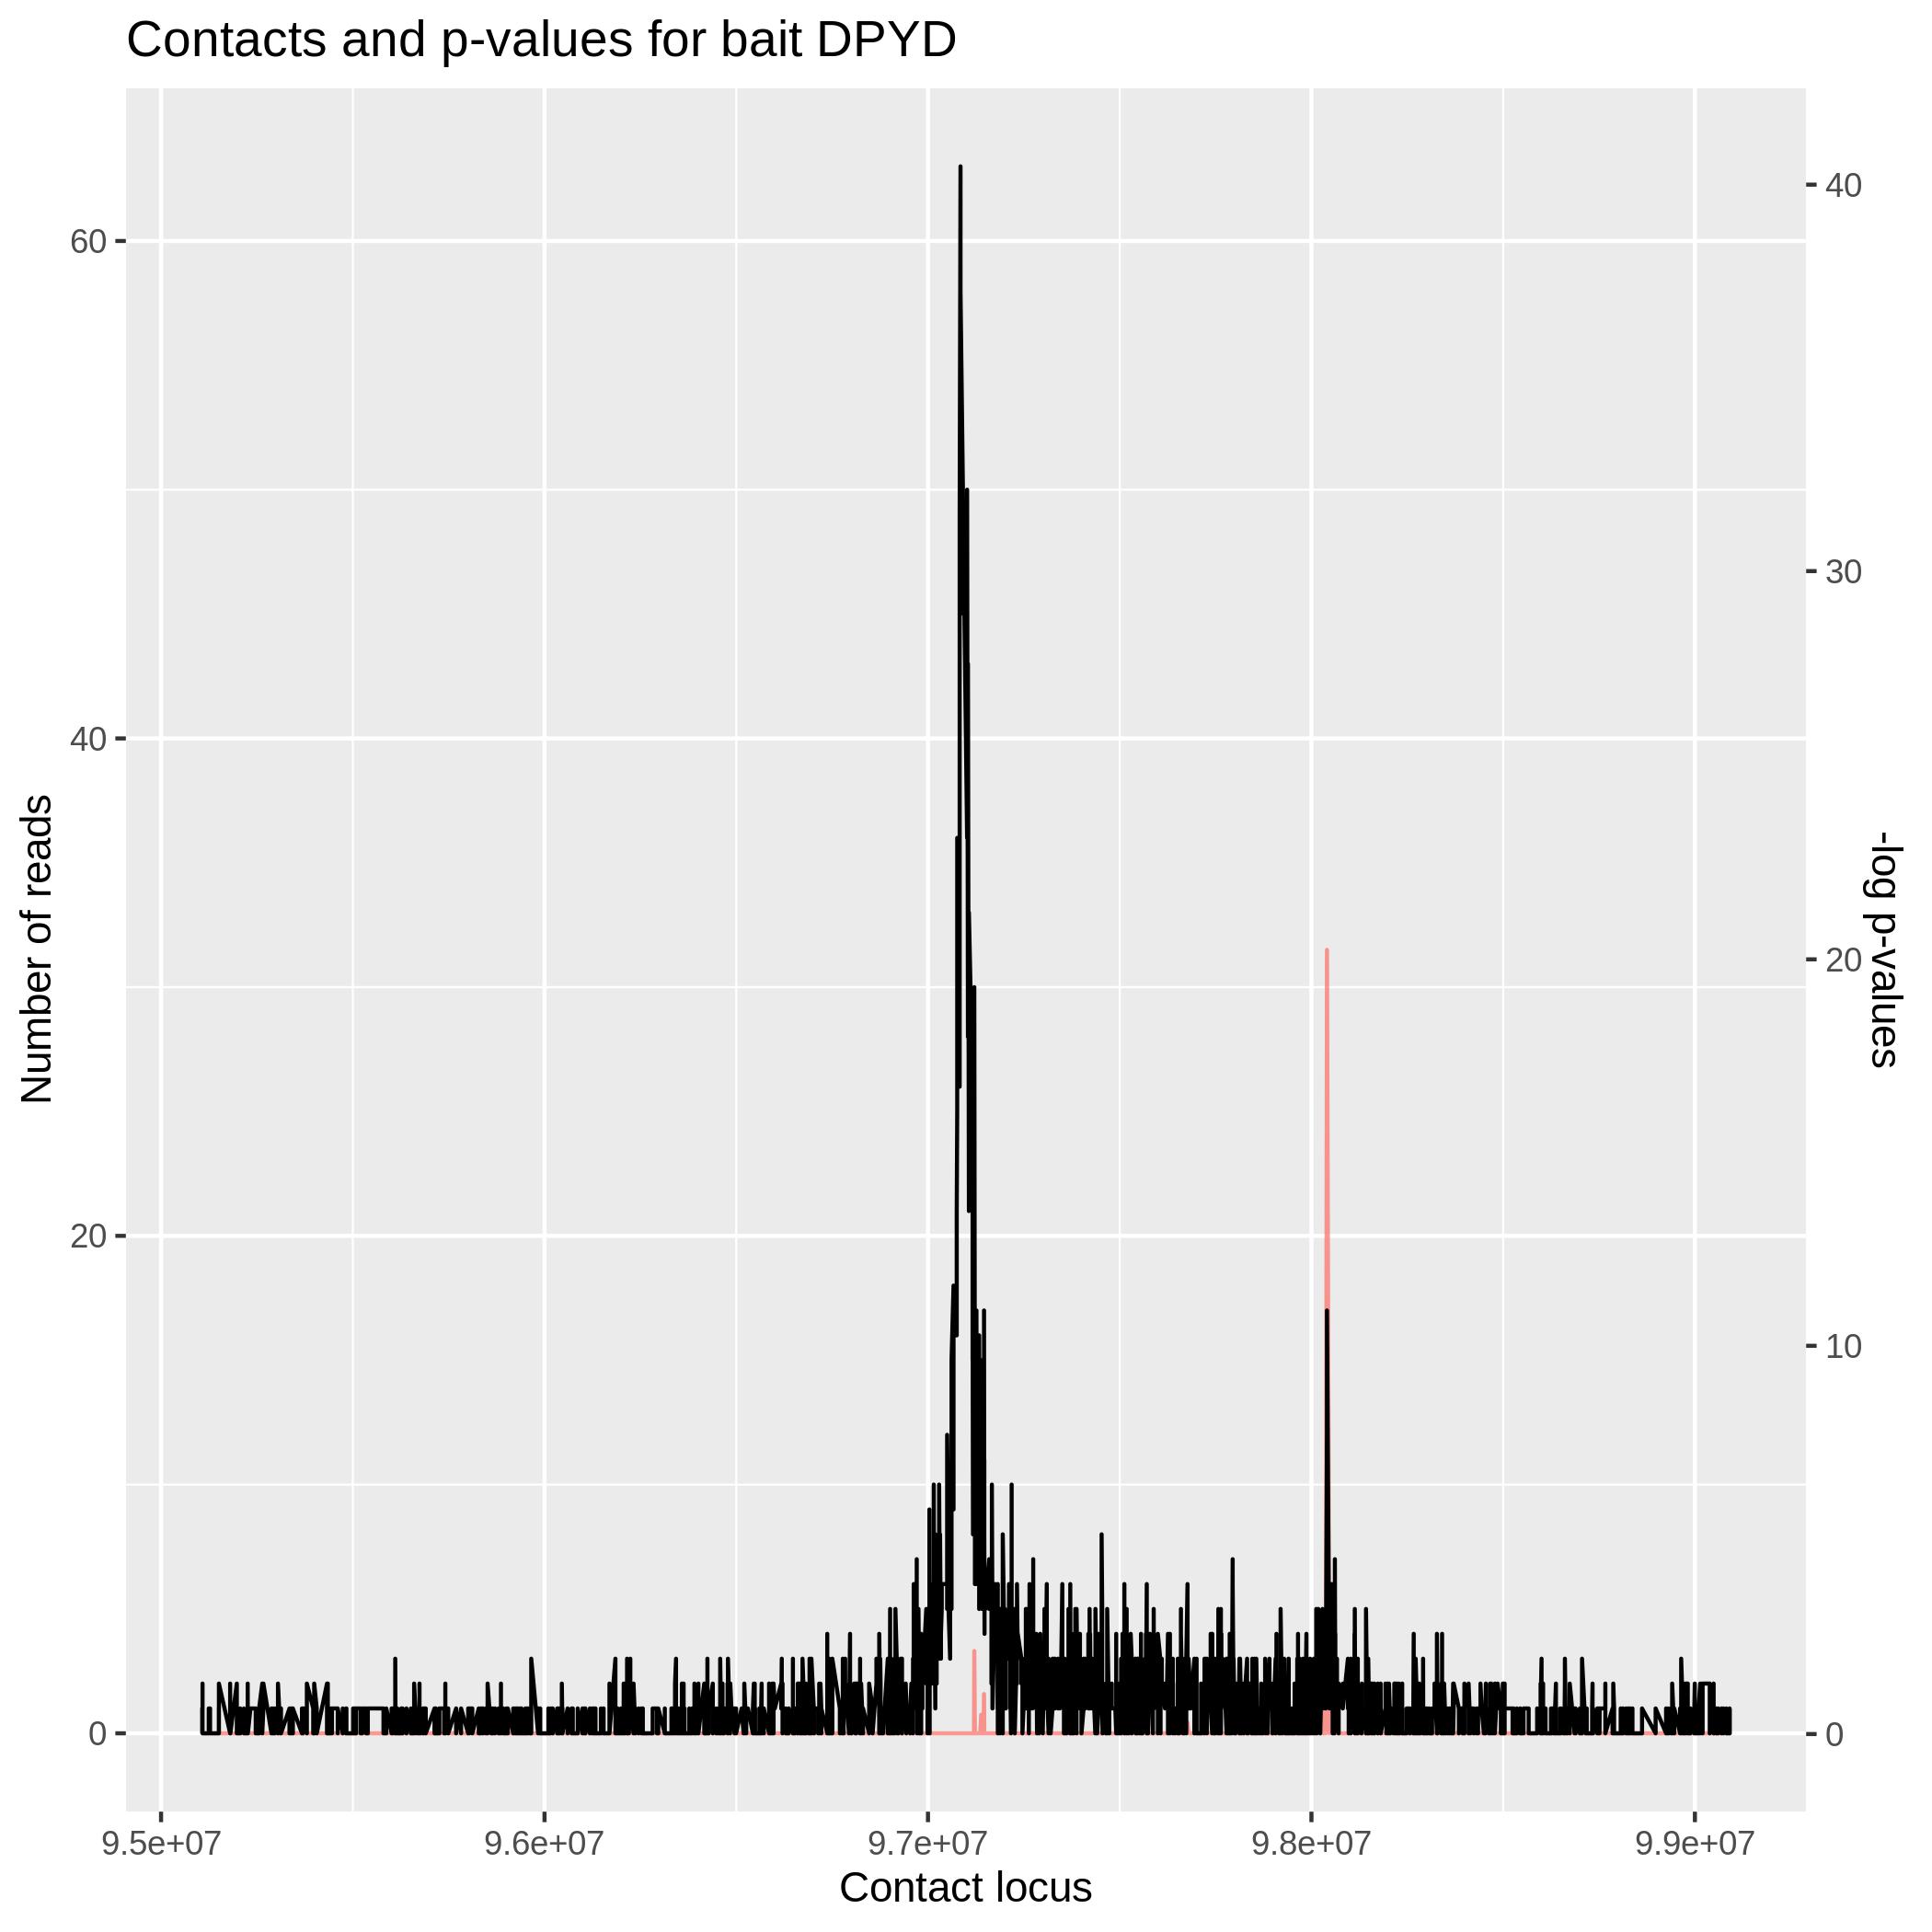 Contacts and p-values for bait DPYD
60
40
20
0
Number of reads
40
30
20
10
0
-log p-values
9.5e+07
9.6e+07
9.7e+07
9.8e+07
9.9e+07
Contact locus